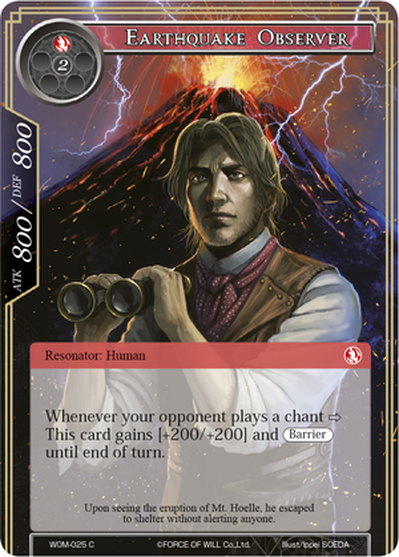 Earthquake Observer
2
ATK 800 / DEF 800
Resonator: Human
Whenever your opponent plays a chant ⇨
This card gains [+200/+200] and Barrier
until end of turn.
Upon seeing the eruption of Mt. Hoelle, he escaped
to shelter without alerting anyone.
WOM-025 C ©FORCE OF WILL Co.,Ltd. Illust/Ippei SOEDA